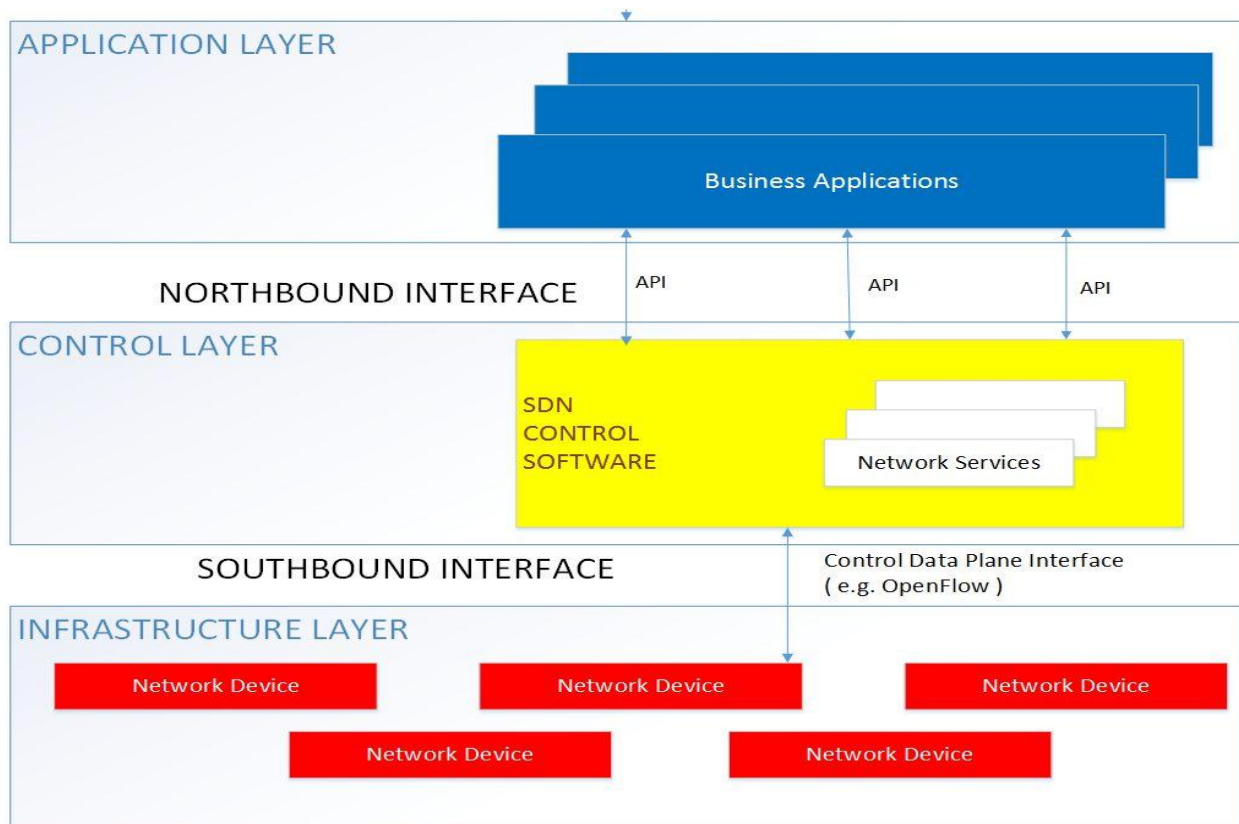 APPLICATION LAYER
Business Applications
NORTHBOUND INTERFACE
API
API
API
CONTROL LAYER
SDN
CONTROL
SOFTWARE
Network Services
SOUTHBOUND INTERFACE
Control Data Plane Interface
( e.g. OpenFlow )
INFRASTRUCTURE LAYER
Network Device
Network Device
Network Device
Network Device
Network Device